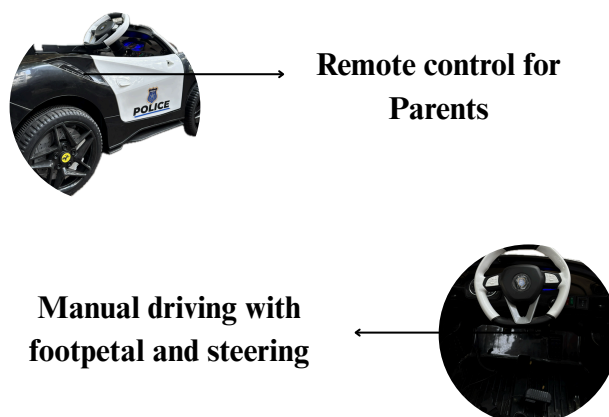 Remote control for
Parents
POLICE
Manual driving with
footpetal and steering